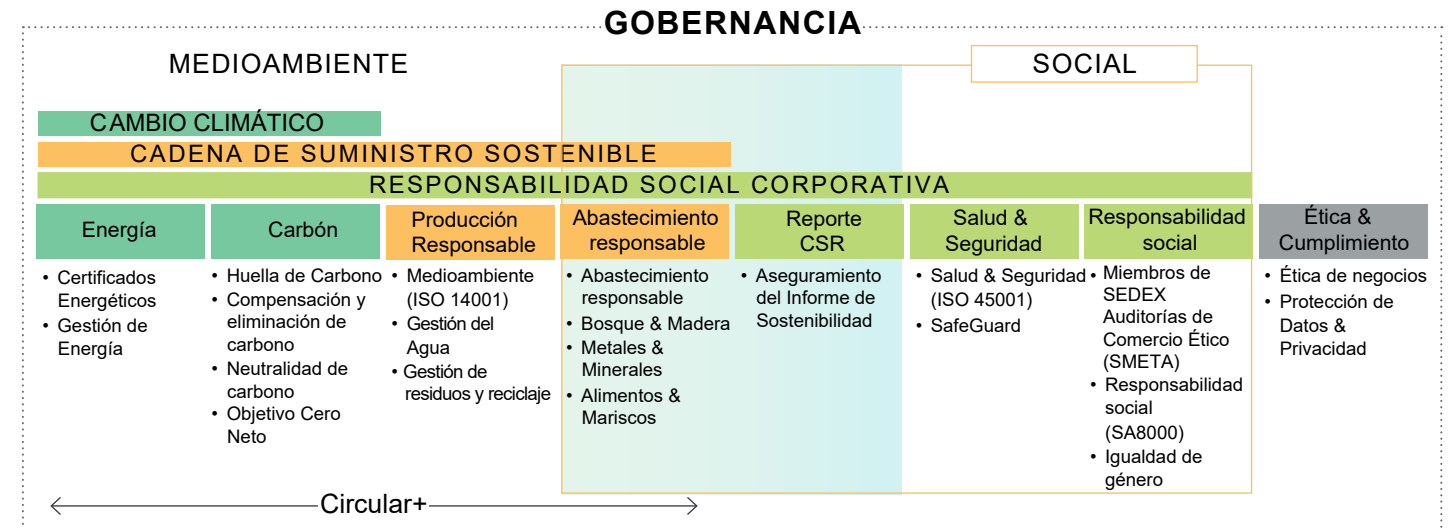 GOBERNANCIA
MEDIOAMBIENTE
SOCIAL
CAMBIO CLIMÁTICO
CADENA DE SUMINISTRO SOSTENIBLE
RESPONSABILIDAD SOCIAL CORPORATIVA
Energía
• Certificados
Energéticos
• Gestión de
Energía
Carbón
• Huella de Carbono
• Compensación y
eliminación de
carbono
• Neutralidad de
carbono
• Objetivo Cero
Neto
Producción
Responsable
• Medioambiente
(ISO 14001)
• Gestión del
Agua
• Gestión de
residuos y reciclaje
Abastecimiento
responsable
• Abastecimiento
responsable
• Bosque & Madera
• Metales &
Minerales
• Alimentos &
Mariscos
Reporte
CSR
• Aseguramiento
del Informe de
Sostenibilidad
Salud &
Seguridad
• Salud & Seguridad
(ISO 45001)
• SafeGuard
Responsabilidad
social
• Miembros de
SEDEX
Auditorías de
Comercio Ético
(SMETA)
• Responsabilidad
social
(SA8000)
• Igualdad de
género
Ética &
Cumplimiento
• Ética de negocios
• Protección de
Datos &
Privacidad
Circular+